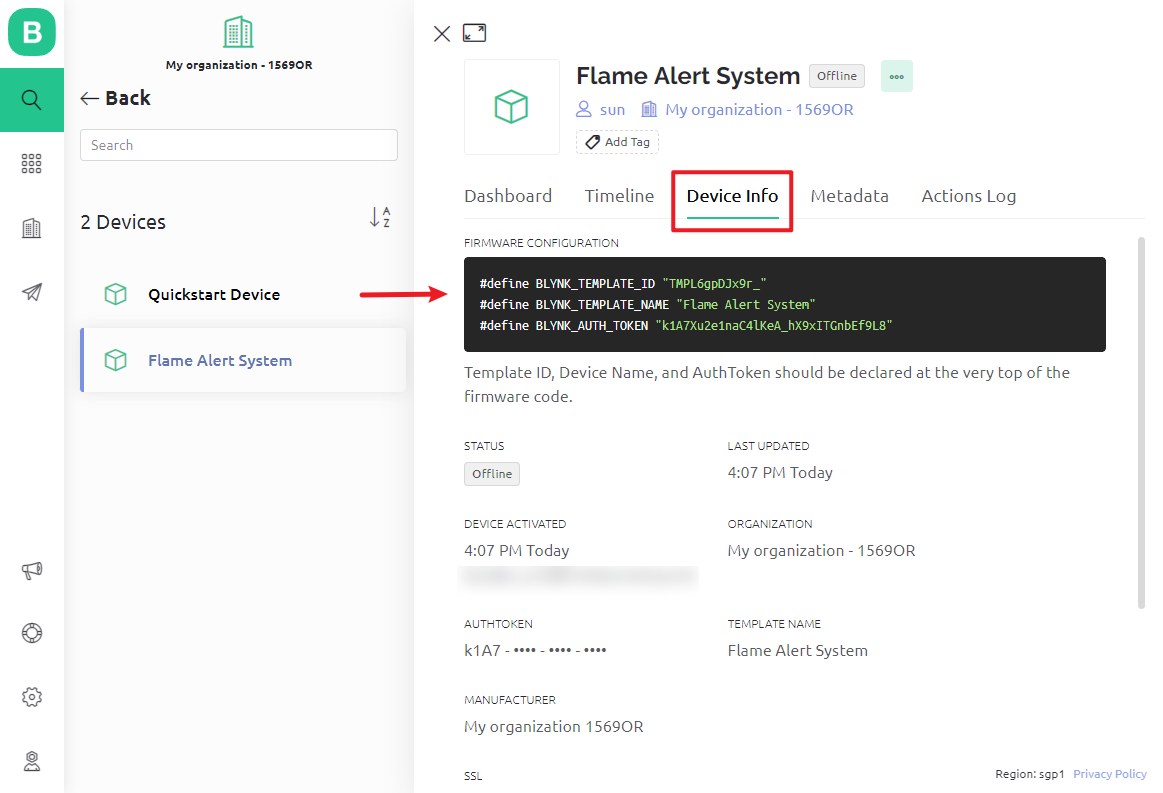 B
My organization - 1569OR
Back
Search
2 Devices
A
Z
Quickstart Device
Flame Alert System
Flame Alert System Offline
sun My organization - 1569OR
Add Tag
Dashboard Timeline Device Info Metadata Actions Log
FIRMWARE CONFIGURATION
#define BLYNK_TEMPLATE_ID "TMPL6gpDJx9r_"
#define BLYNK_TEMPLATE_NAME "Flame Alert System"
#define BLYNK_AUTH_TOKEN "k1A7Xu2e1naC4lKeA_hX9xITGnbEf9L8"
Template ID, Device Name, and AuthToken should be declared at the very top of the
firmware code.
STATUS LAST UPDATED
Offline 4:07 PM Today
DEVICE ACTIVATED ORGANIZATION
4:07 PM Today My organization - 1569OR
AUTHTOKEN TEMPLATE NAME
k1A7 - •••• - •••• - •••• Flame Alert System
MANUFACTURER
My organization 1569OR
SSL
Region: sgp1 Privacy Policy